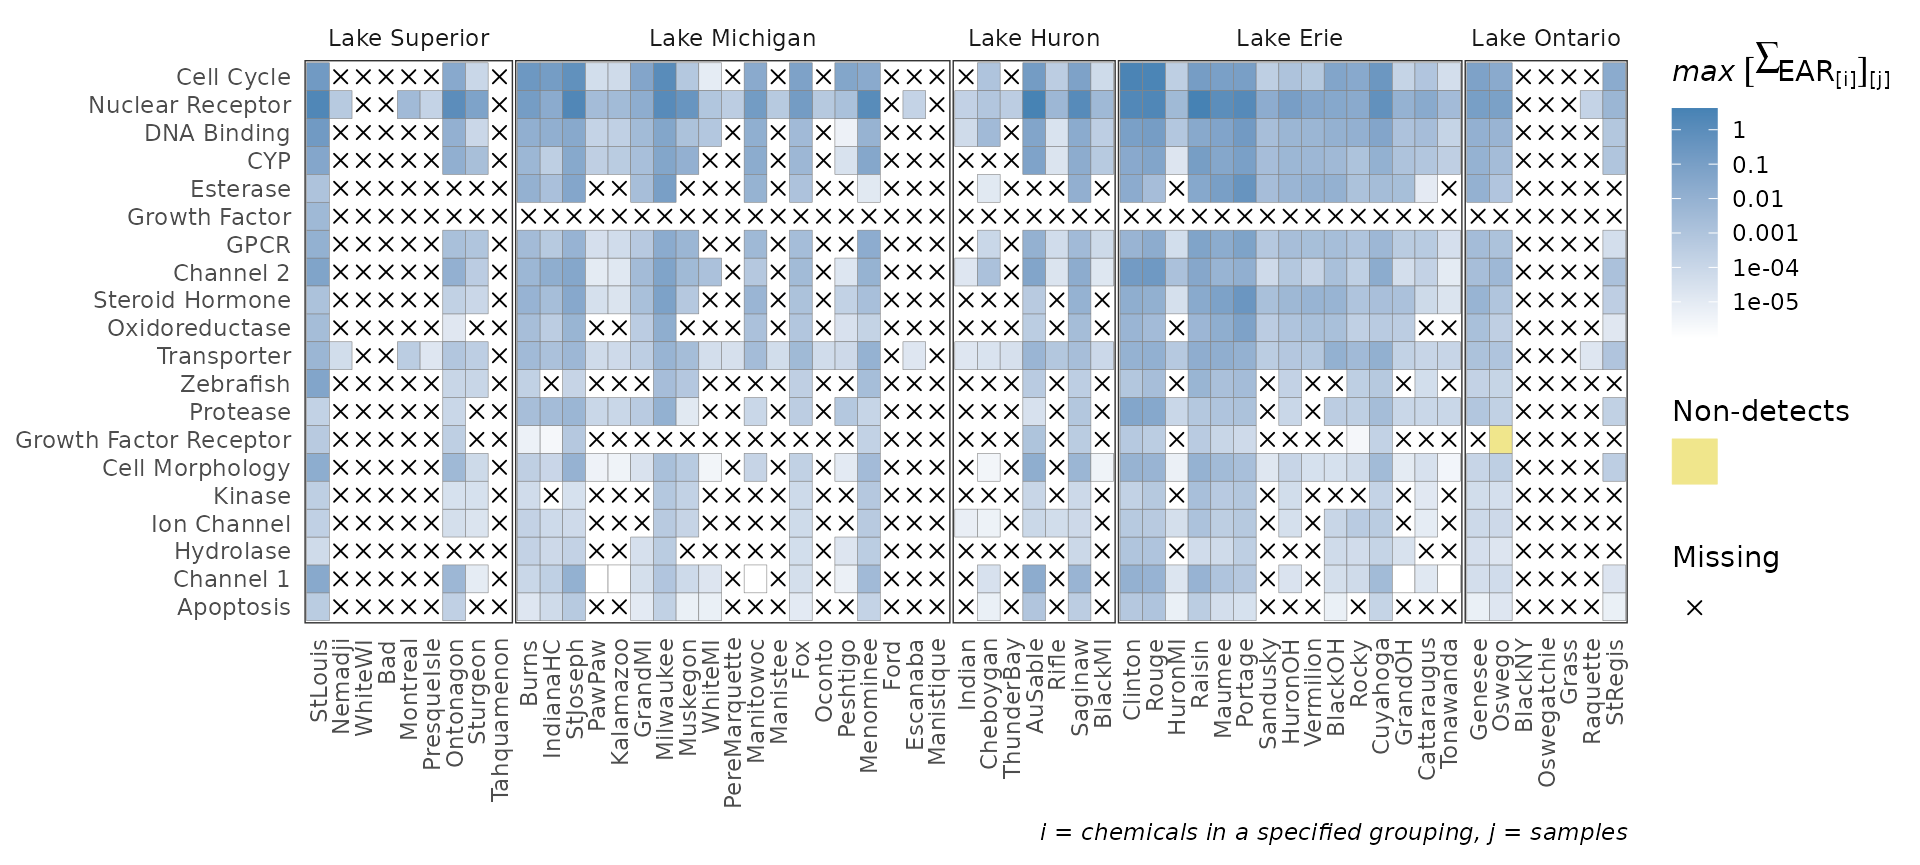 Lake Superior
Lake Michigan
Lake Huron
Lake Erie
Lake Ontario
Cell Cycle
Nuclear Receptor
DNA Binding
CYP
Esterase
Growth Factor
GPCR
Channel 2
Steroid Hormone
Oxidoreductase
Transporter
Zebrafish
Protease
Growth Factor Receptor
Cell Morphology
Kinase
Ion Channel
Hydrolase
Channel 1
Apoptosis
StLouis
Nemadji
WhiteWI
Bad
Montreal
PresqueIsle
Ontonagon
Sturgeon
Tahquamenon
Burns
IndianaHC
StJoseph
PawPaw
Kalamazoo
GrandMI
Milwaukee
Muskegon
WhiteMI
PereMarquette
Manitowoc
Manistee
Fox
Oconto
Peshtigo
Menominee
Ford
Escanaba
Manistique
Indian
Cheboygan
ThunderBay
AuSable
Rifle
Saginaw
BlackMI
Clinton
Rouge
HuronMI
Raisin
Maumee
Portage
Sandusky
HuronOH
Vermilion
BlackOH
Rocky
Cuyahoga
GrandOH
Cattaraugus
Tonawanda
Genesee
Oswego
BlackNY
Oswegatchie
Grass
Raquette
StRegis
max [∑EAR[i]][j]
1
0.1
0.01
0.001
1e-04
1e-05
Non-detects
Missing
i = chemicals in a specified grouping, j = samples